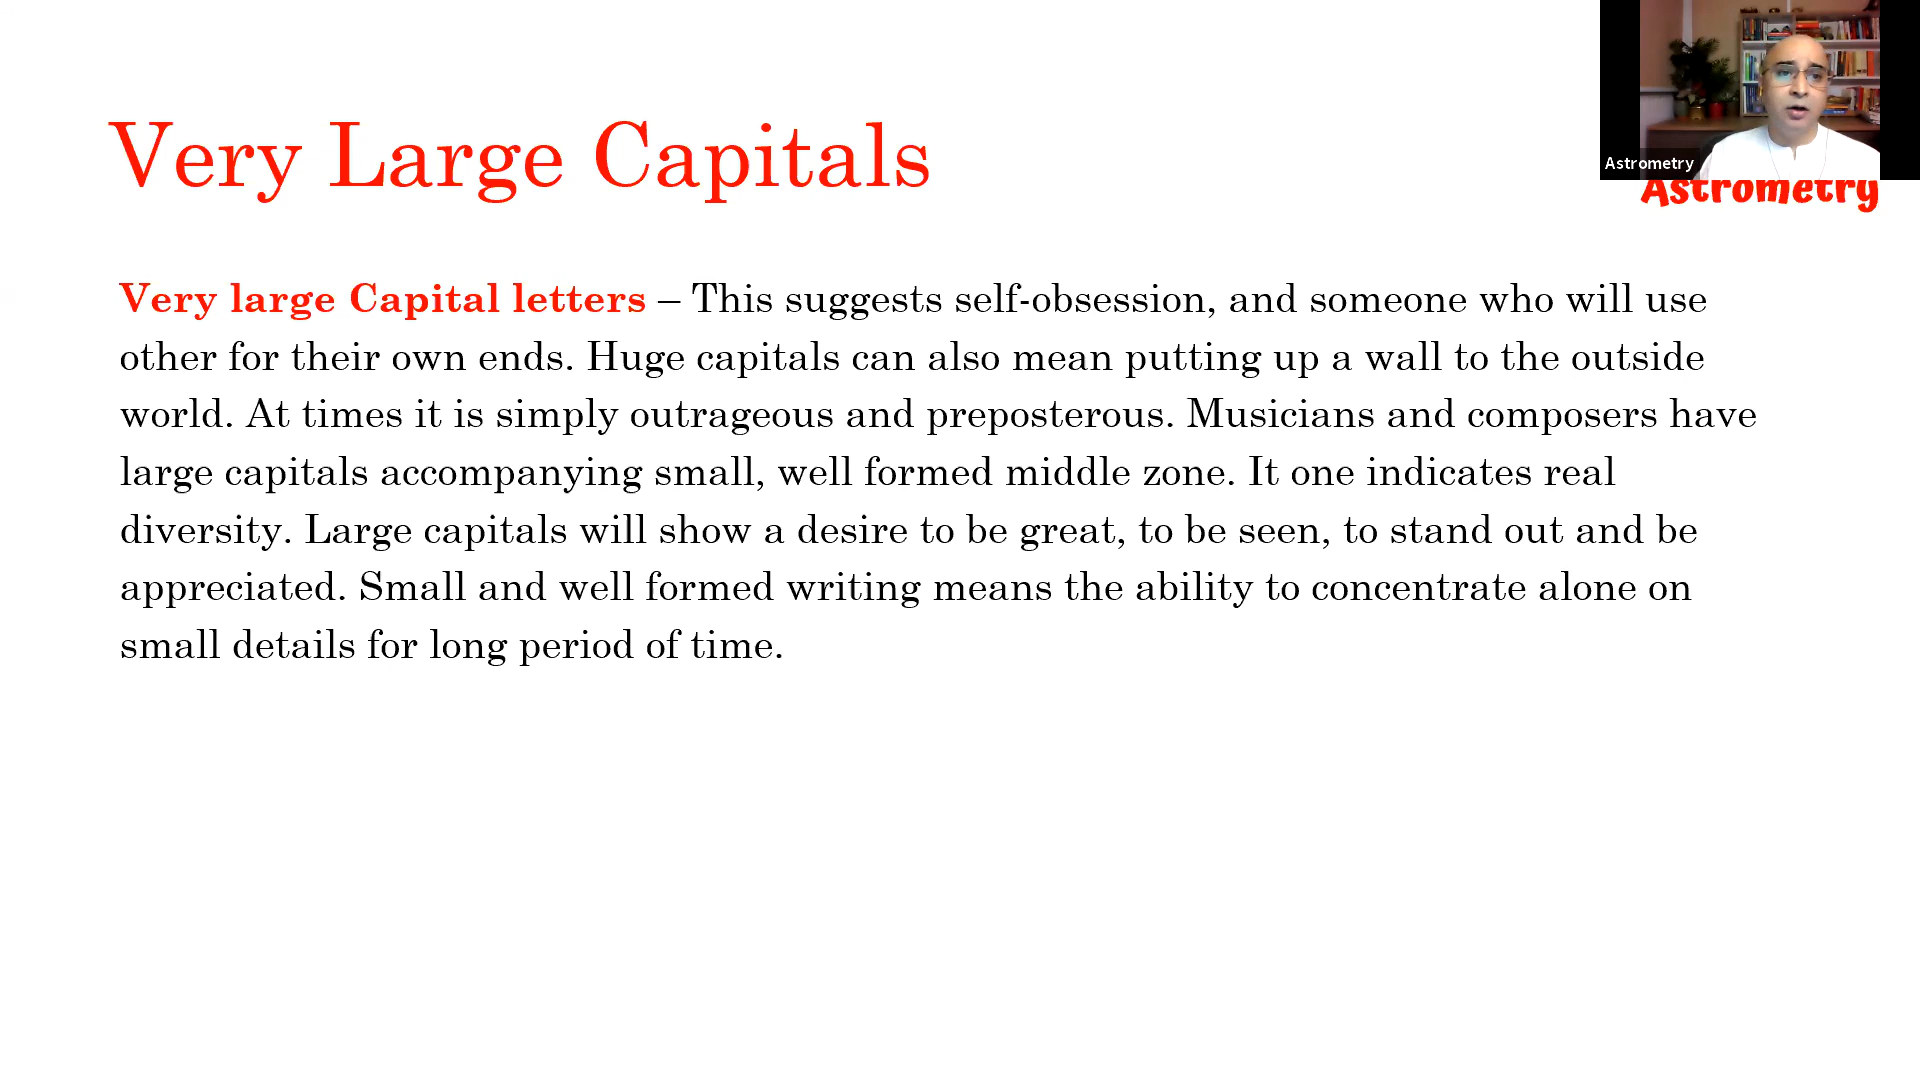 Very Large Capitals
Astrometry
Astrometry
Very large Capital letters – This suggests self-obsession, and someone who will use
other for their own ends. Huge capitals can also mean putting up a wall to the outside
world. At times it is simply outrageous and preposterous. Musicians and composers have
large capitals accompanying small, well formed middle zone. It one indicates real
diversity. Large capitals will show a desire to be great, to be seen, to stand out and be
appreciated. Small and well formed writing means the ability to concentrate alone on
small details for long period of time.